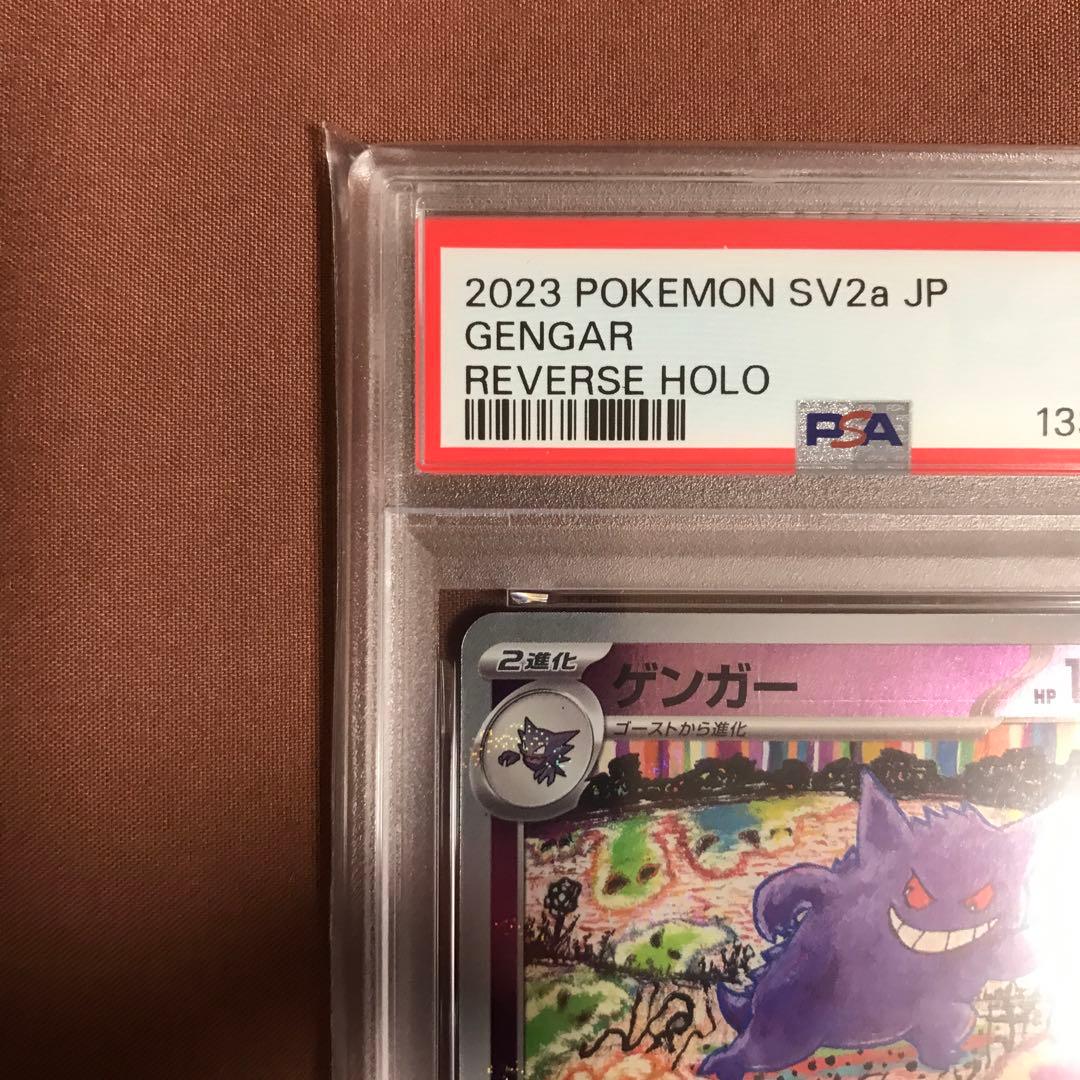 2023 POKEMON SV2a JP
GENGAR
REVERSE HOLO
PSA
2進化
ゲンガー
HP
ゴーストから進化